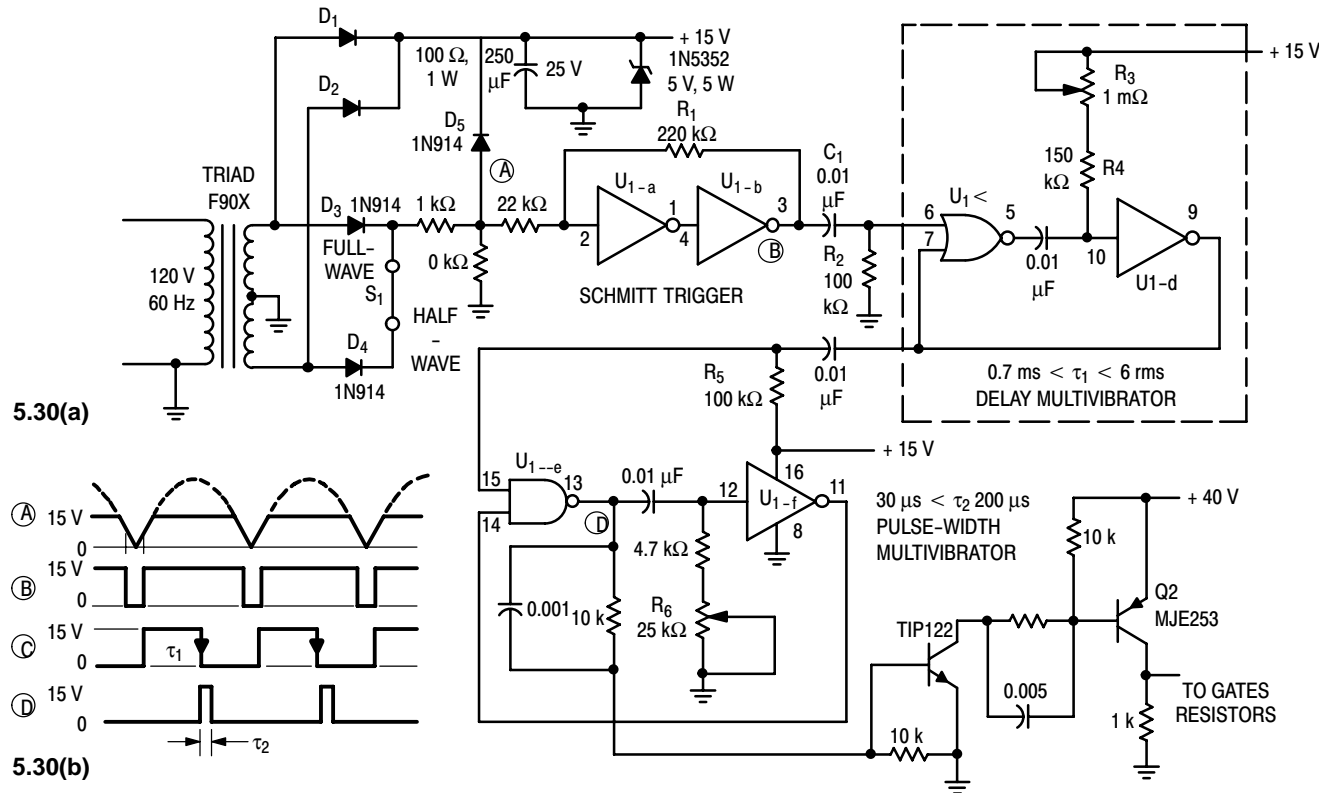 D1
D2
100 Ω,
1 W
250
µF
25 V
+ 15 V
1N5352
5 V, 5 W
D5
1N914
A
R1
220 kΩ
TRIAD
F90X
120 V
60 Hz
D3 1N914
FULL-
WAVE
S1
HALF
-
WAVE
D4
1N914
1 kΩ
22 kΩ
0 kΩ
U1-a
U1-b
2
1
4
3
B
SCHMITT TRIGGER
C1
0.01
µF
R2
100
kΩ
+ 15 V
R3
1 mΩ
150
kΩ
R4
U1 <
6
7
5
0.01
µF
10
9
U1-d
0.7 ms < τ1 < 6 rms
DELAY MULTIVIBRATOR
5.30(a)
R5
100 kΩ
0.01
µF
+ 15 V
U1--e
15
14
13
D
0.01 µF
12
16
U1-f
11
8
30 µs < τ2 200 µs
PULSE-WIDTH
MULTIVIBRATOR
0.001
10 k
4.7 kΩ
R6
25 kΩ
+ 40 V
10 k
Q2
MJE253
TIP122
0.005
10 k
1 k
TO GATES
RESISTORS
A 15 V
0
B 15 V
0
C 15 V
0
τ1
D 15 V
0
τ2
5.30(b)